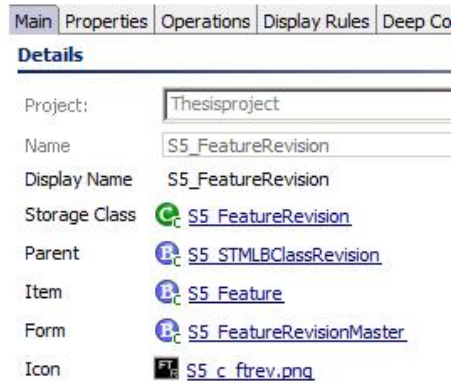 Main Properties Operations Display Rules Deep Co
Details
Project: Thesisproject
Name S5_FeatureRevision
Display Name S5_FeatureRevision
Storage Class C C S5_FeatureRevision
Parent B C S5_STMLBClassRevision
Item B C S5_Feature
Form B C S5_FeatureRevisionMaster
Icon FT R S5_c_ftrev.png